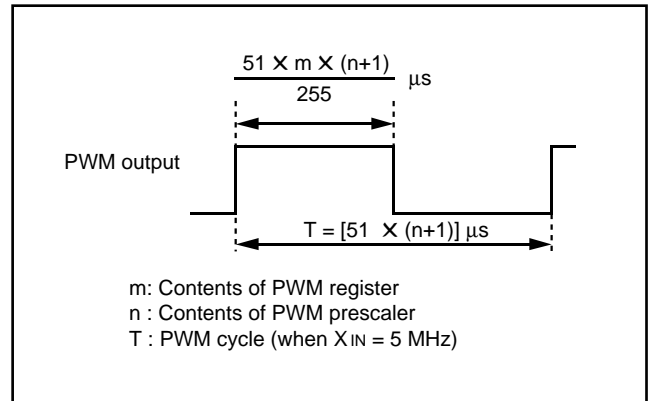 51 X m X (n+1)
255
μs
PWM output
T = [51 X (n+1)] μs
m: Contents of PWM register
n : Contents of PWM prescaler
T : PWM cycle (when XIN = 5 MHz)